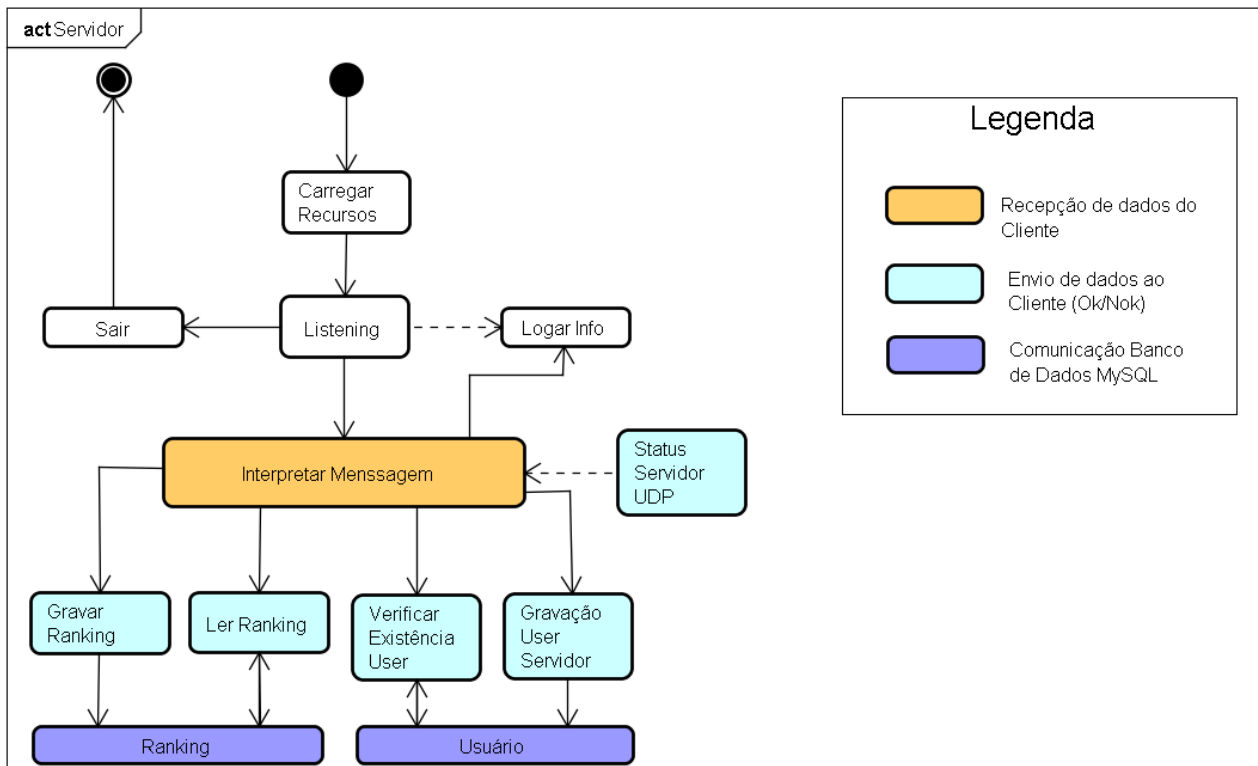 act Servidor
Legenda
Carregar
Recursos
Recepção de dados do
Cliente
Envio de dados ao
Cliente (Ok/Nok)
Sair
Listening
Logar Info
Comunicação Banco
de Dados MySQL
Interpretar Menssagem
Status
Servidor
UDP
Gravar
Ranking
Ler Ranking
Verificar
Existência
User
Gravação
User
Servidor
Ranking
Usuário